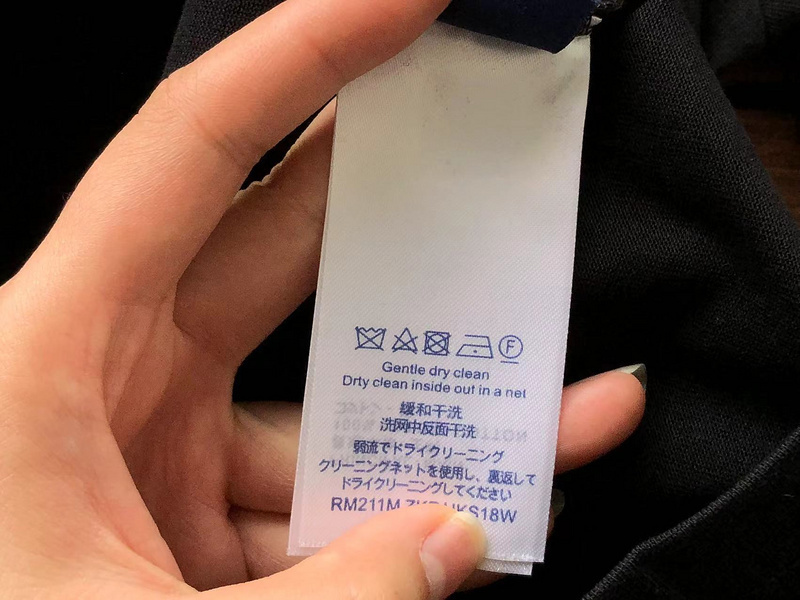 F
Gentle dry clean
Drty clean inside out in a net
缓和干洗
洗网中反面干洗
弱流でドライクリーニング
クリーニングネットを使用し、裏返して
ドライクリーニングしてください
RM211M